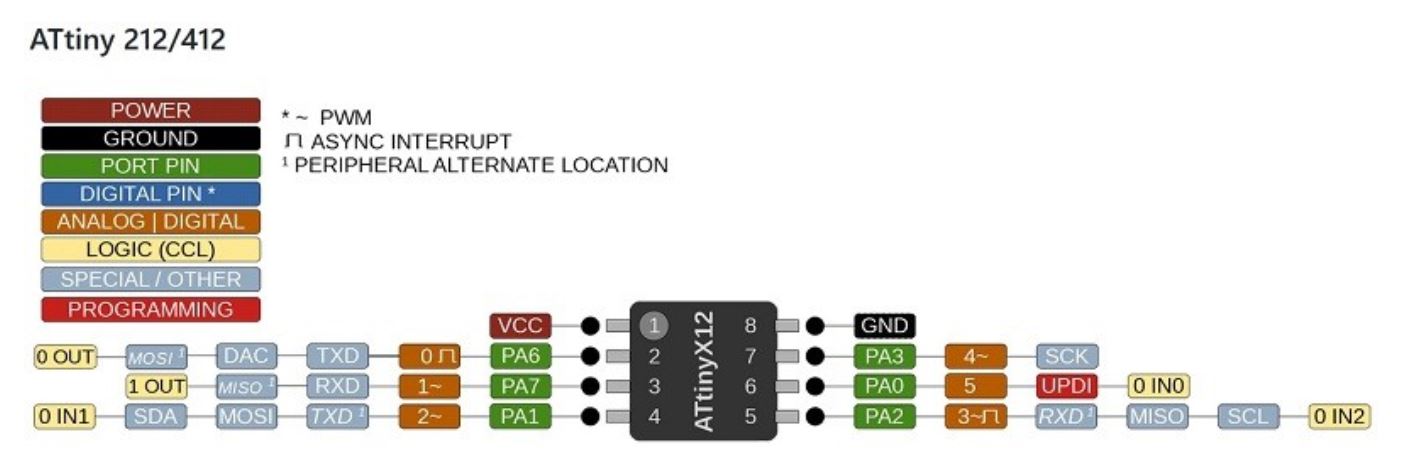 ATtiny 212/412
POWER
GROUND
PORT PIN
DIGITAL PIN *
ANALOG | DIGITAL
LOGIC (CCL)
SPECIAL / OTHER
PROGRAMMING
* ~ PWM
ASYNC INTERRUPT
¹ PERIPHERAL ALTERNATE LOCATION
VCC 1 8 GND
0 OUT MOSI ¹ DAC TXD 0 PA6 2 7 PA3 4~ SCK
1 OUT MISO ¹ RXD 1~ PA7 3 6 PA0 5 UPDI 0 IN0
0 IN1 SDA MOSI TXD ¹ 2~ PA1 4 5 PA2 3~ RXD ¹ MISO SCL 0 IN2
ATtinyX12